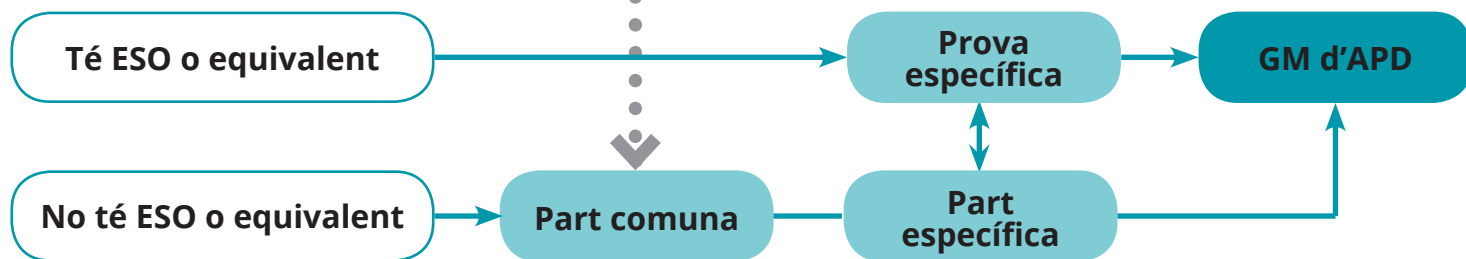 Té ESO o equivalent
Prova
específica
GM d’APD
No té ESO o equivalent
Part comuna
Part
específica